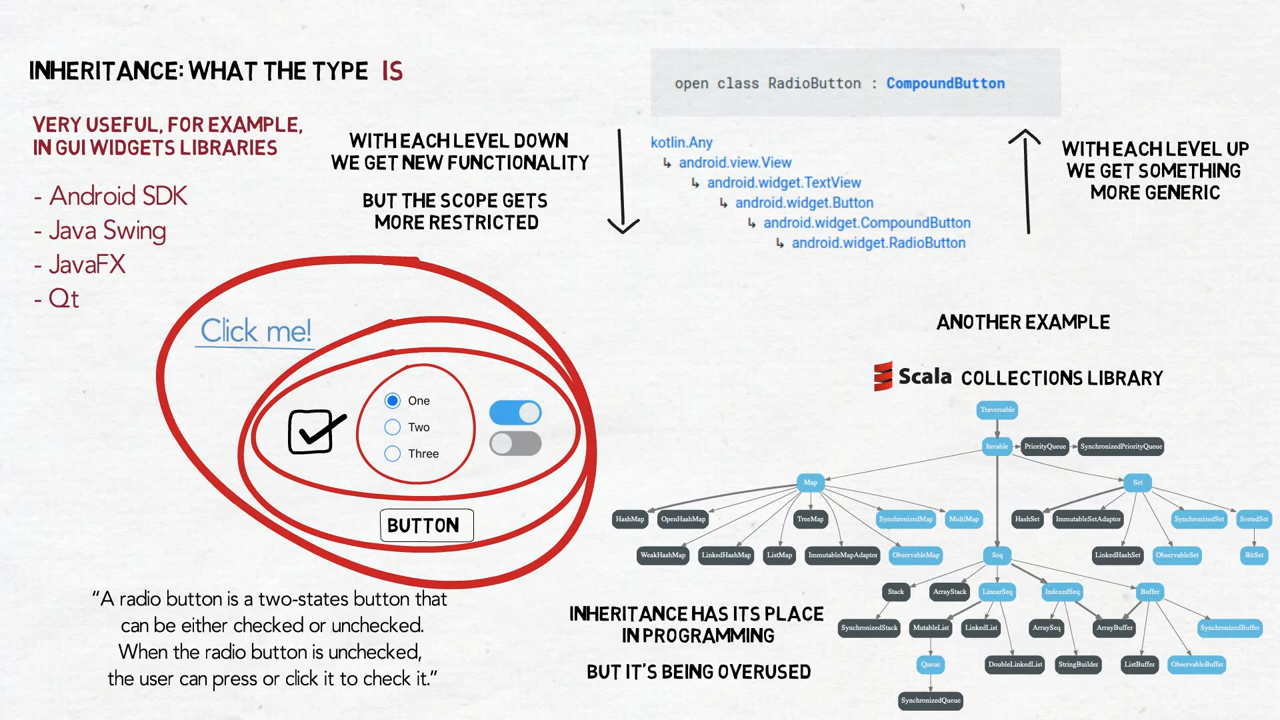 INHERITANCE: WHAT THE TYPE IS
VERY USEFUL, FOR EXAMPLE,
IN GUI WIDGETS LIBRARIES
- Android SDK
- Java Swing
- JavaFX
- Qt
WITH EACH LEVEL DOWN
WE GET NEW FUNCTIONALITY
BUT THE SCOPE GETS
MORE RESTRICTED
open class RadioButton : CompoundButton
kotlin.Any
↳ android.view.View
↳ android.widget.TextView
↳ android.widget.Button
↳ android.widget.CompoundButton
↳ android.widget.RadioButton
WITH EACH LEVEL UP
WE GET SOMETHING
MORE GENERIC
Click me!
One
Two
Three
BUTTON
"A radio button is a two-states button that
can be either checked or unchecked.
When the radio button is unchecked,
the user can press or click it to check it."
ANOTHER EXAMPLE
Scala COLLECTIONS LIBRARY
Traversable
Iterable PriorityQueue SynchronizedPriorityQueue
Map Set
HashMap OpenHashMap TreeMap SynchronizedMap MultiMap HashSet ImmutableSetAdaptor SynchronizedSet SortedSet
WeakHashMap LinkedHashMap ListMap ImmutableMapAdaptor ObservableMap Seq LinkedHashSet ObservableSet BitSet
Stack ArrayStack LinearSeq IndexedSeq Buffer
SynchronizedStack MutableList LinkedList ArraySeq ArrayBuffer SynchronizedBuffer
Queue DoubleLinkedList StringBuilder ListBuffer ObservableBuffer
SynchronizedQueue
INHERITANCE HAS ITS PLACE
IN PROGRAMMING
BUT IT'S BEING OVERUSED